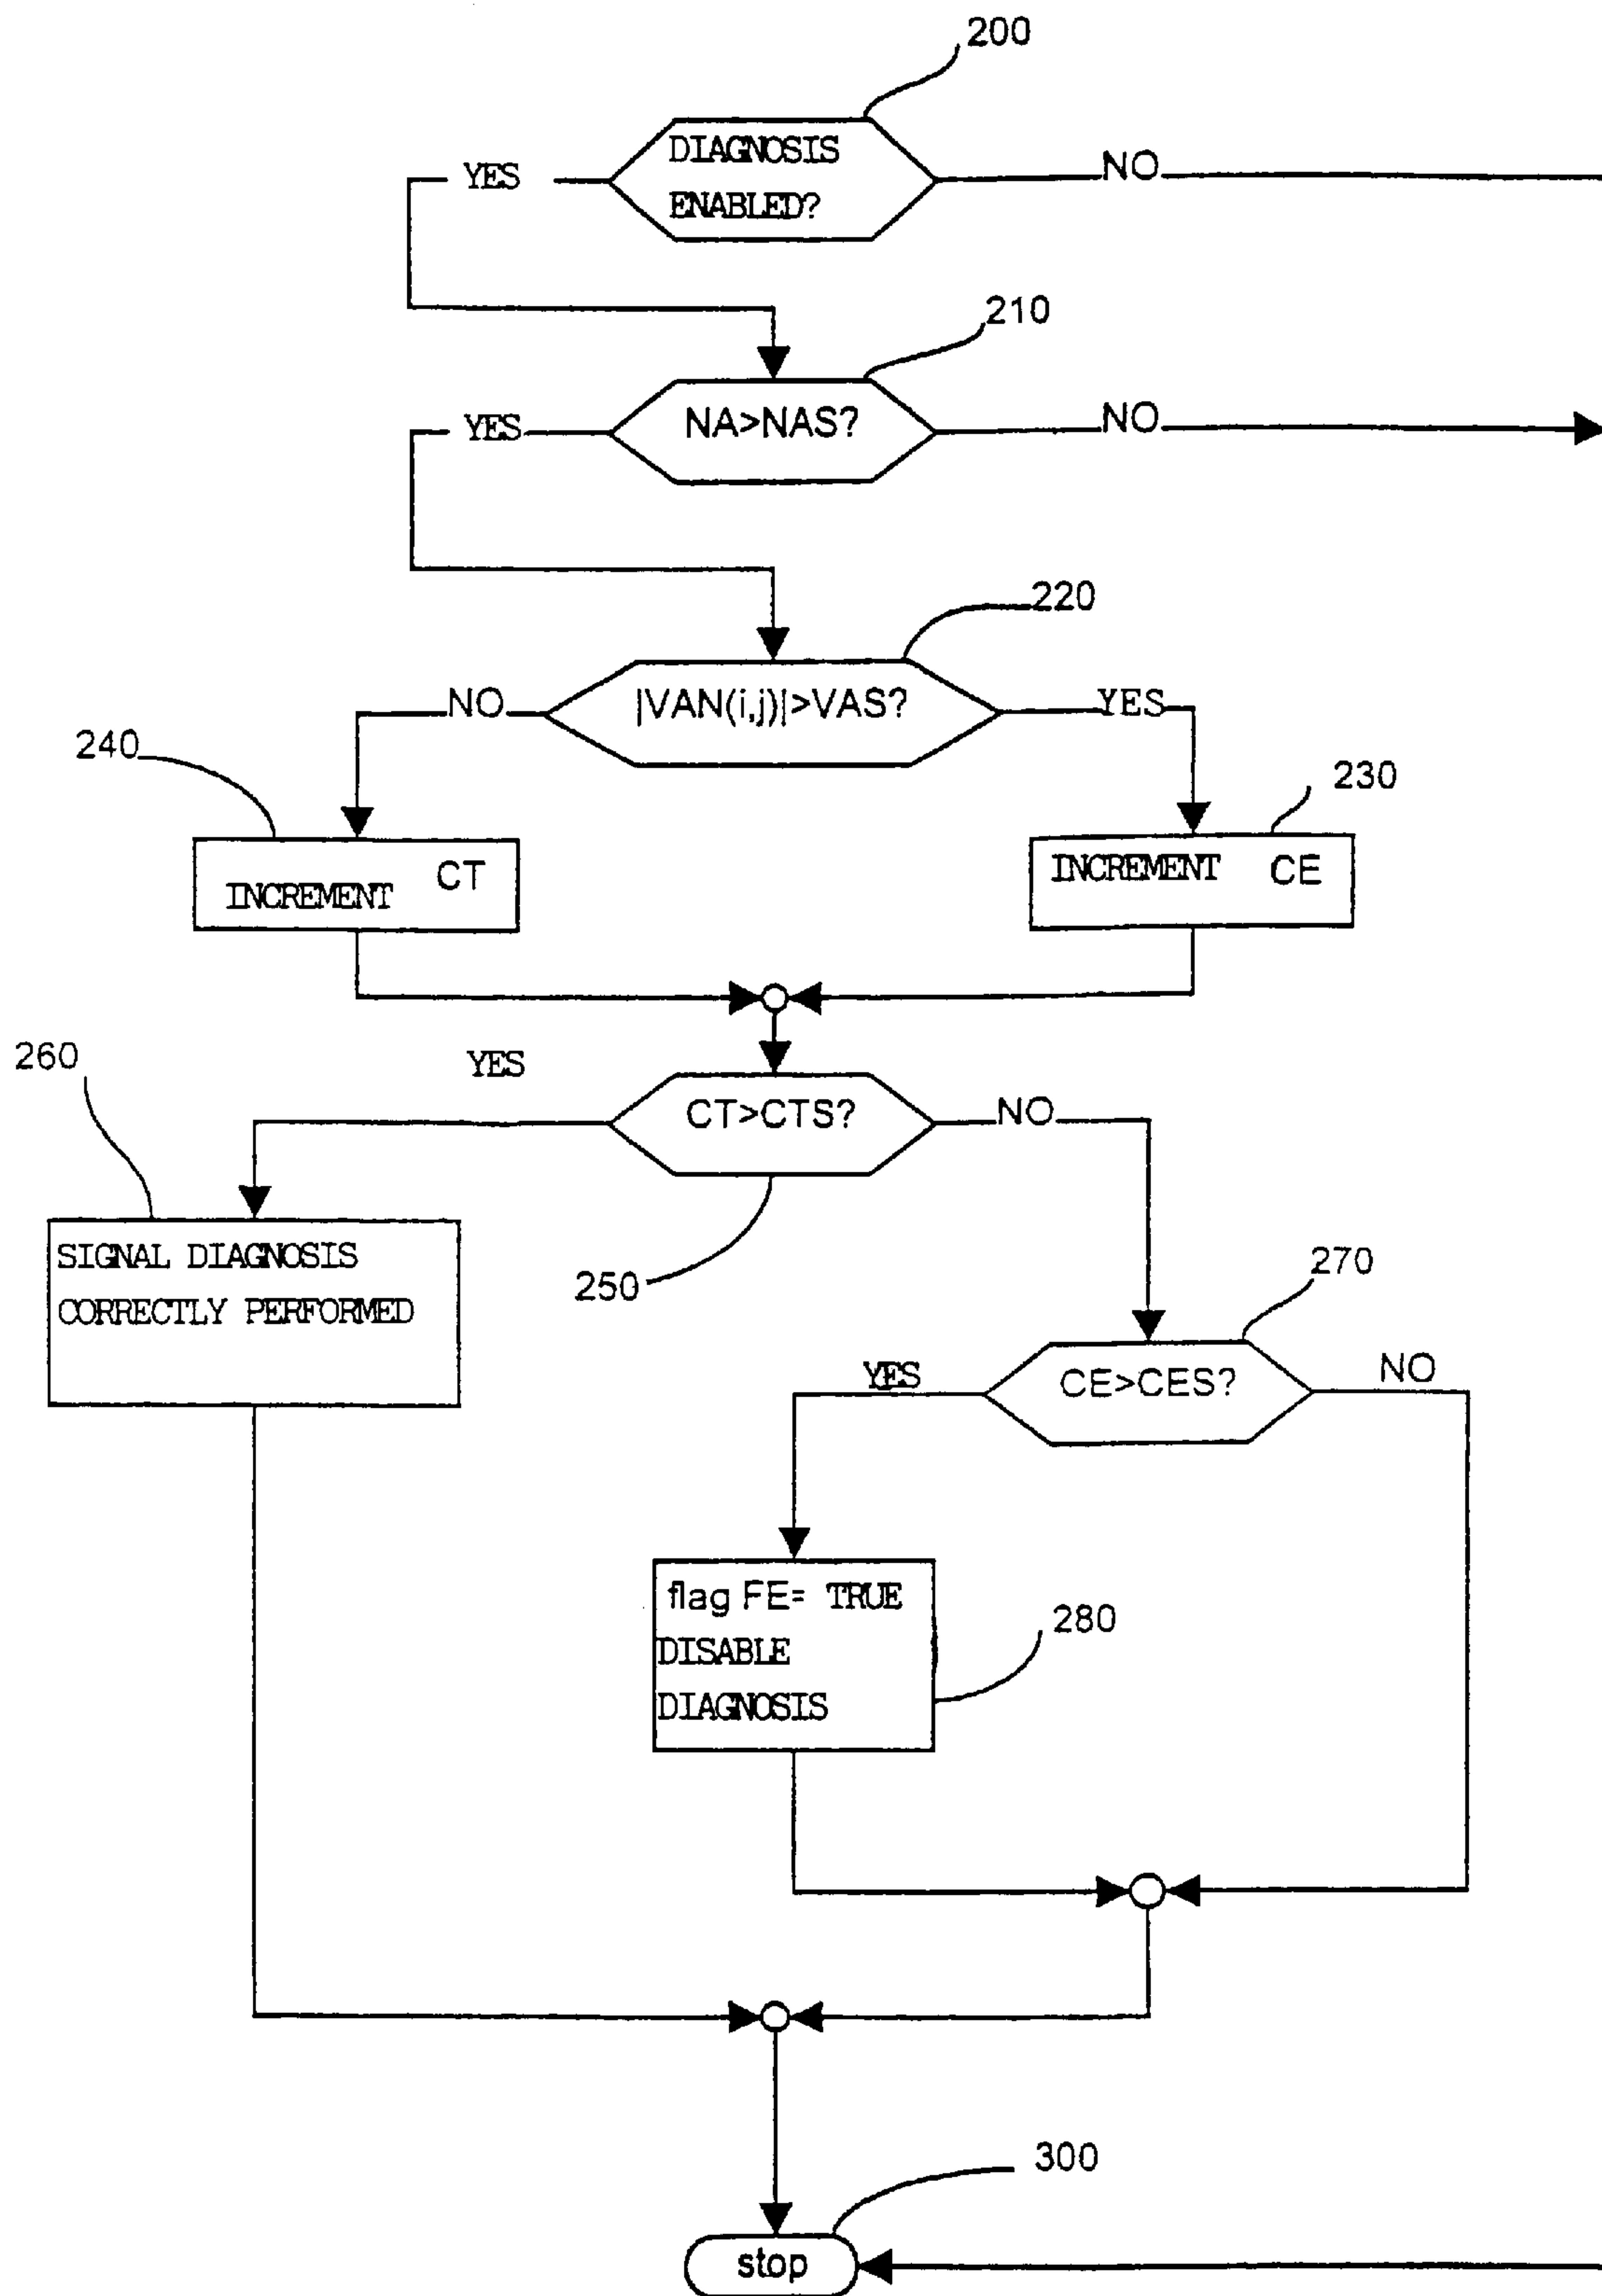 200
DIAGNOSIS
ENABLED?
YES
NO
210
NA>NAS?
YES
NO
220
|VAN(i,j)|>VAS?
NO
YES
240
230
INCREMENT CT
INCREMENT CE
260
YES
CT>CTS?
NO
250
SIGNAL DIAGNOSIS
CORRECTLY PERFORMED
270
YES
CE>CES?
NO
flag FE= TRUE
DISABLE
DIAGNOSIS
280
300
stop